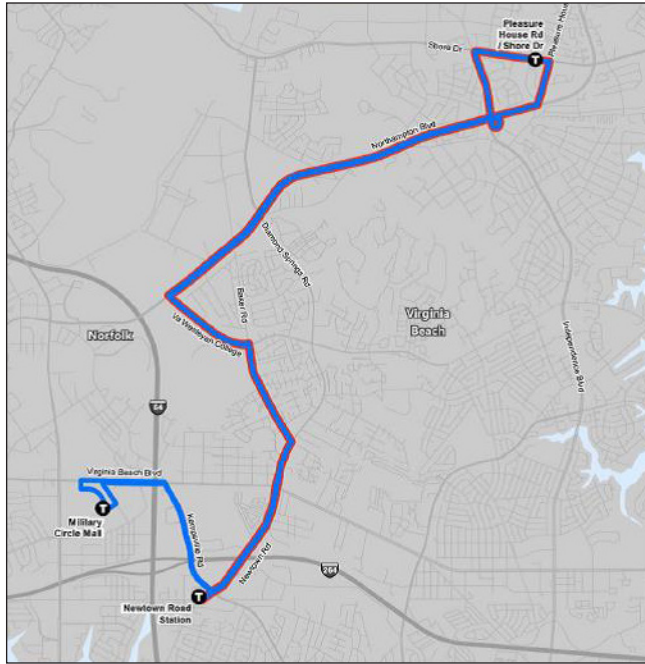 Pleasure
House Rd
/ Shore Dr
Pleasure Hous
Shore Dr
Northampton Blvd
Diamond Springs Rd
Baker Rd
Va Wesleyan College
Norfolk
Virginia
Beach
Independence Blvd
64
Virginia Beach Blvd
T
Military
Circle Mall
Kempsville Rd
Newtown Rd
264
Newtown Road
Station
T
T